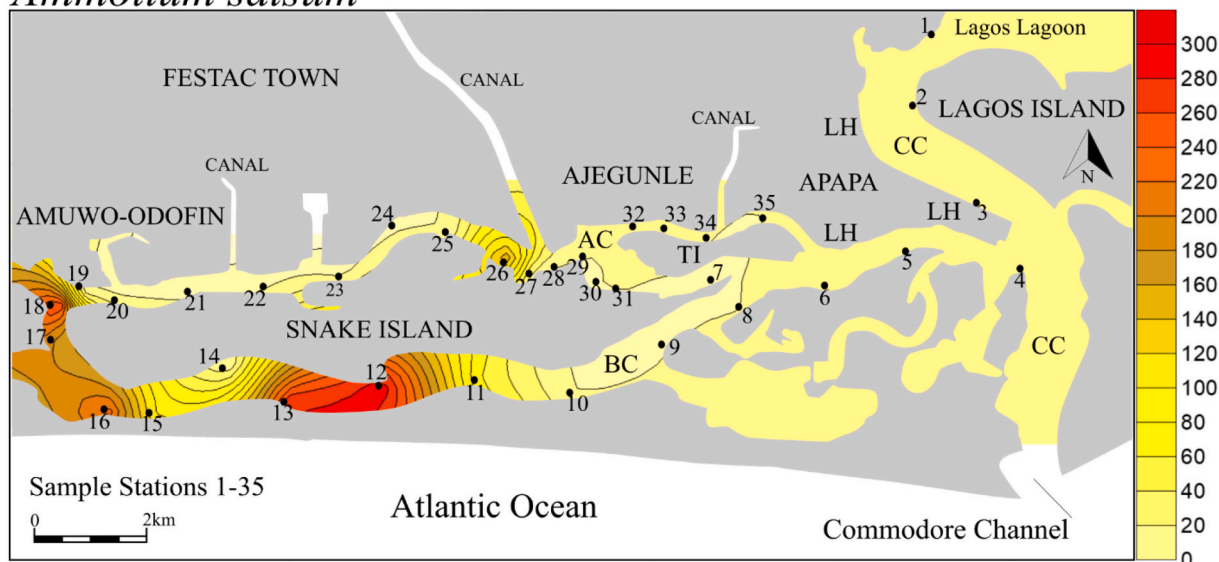 Ammotium salsum
1
Lagos Lagoon
300
FESTAC TOWN
CANAL
280
2
LAGOS ISLAND
260
LH
CANAL
CC
240
CANAL
AJEGUNLE
APAPA
N
220
AMUWO-ODOFIN
24
32
33
35
LH
3
200
25
AC
34
LH
180
19
26
27
28
29
TI
7
5
4
160
18
20
21
22
23
30
31
6
140
17
SNAKE ISLAND
8
120
14
12
9
CC
BC
100
11
10
80
16
15
13
60
Sample Stations 1-35
40
0
2km
Atlantic Ocean
Commodore Channel
20
0